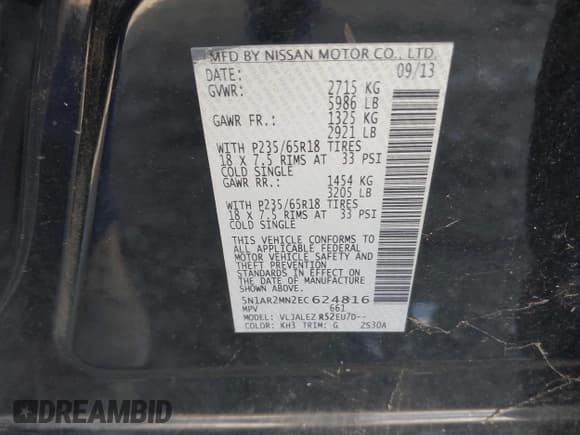 MFD BY NISSAN MOTOR CO., LTD.
DATE: 09/13
GVWR: 2715 KG
5986 LB
GAWR FR.: 1325 KG
2921 LB
WITH P235/65R18 TIRES
18 X 7.5 RIMS AT 33 PSI
COLD SINGLE
GAWR RR.: 1454 KG
3205 LB
WITH P235/65R18 TIRES
18 X 7.5 RIMS AT 33 PSI
COLD SINGLE
THIS VEHICLE CONFORMS TO
ALL APPLICABLE FEDERAL
MOTOR VEHICLE SAFETY AND
THEFT PREVENTION
STANDARDS IN EFFECT ON
THE DATE OF MANUFACTURE
SHOWN ABOVE.
5N1AR2MN2EC624816
MPV 661
MODEL: VLJALEZ R52EU7D--
COLOR: KH3 TRIM: G ZS30A
DREAMBID